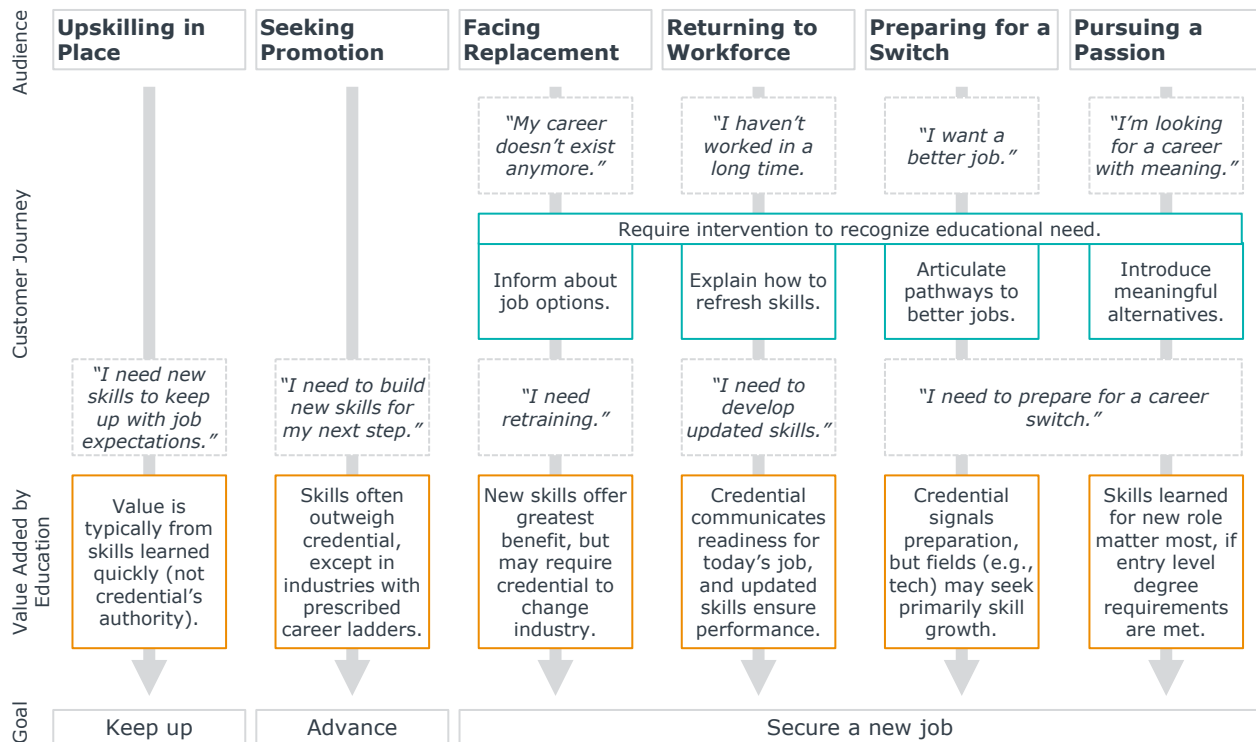 Audience
Upskilling in
Place
Seeking
Promotion
Facing
Replacement
Returning to
Workforce
Preparing for a
Switch
Pursuing a
Passion
Customer Journey
“My career
doesn’t exist
anymore.”
“I haven’t
worked in a
long time.
“I want a
better job.”
“I’m looking
for a career
with meaning.”
Require intervention to recognize educational need.
Inform about
job options.
Explain how to
refresh skills.
Articulate
pathways to
better jobs.
Introduce
meaningful
alternatives.
“I need new
skills to keep
up with job
expectations.”
“I need to build
new skills for
my next step.”
“I need
retraining.”
“I need to
develop
updated skills.”
“I need to prepare for a career
switch.”
Value Added by
Education
Value is
typically from
skills learned
quickly (not
credential’s
authority).
Skills often
outweigh
credential,
except in
industries with
prescribed
career ladders.
New skills offer
greatest
benefit, but
may require
credential to
change
industry.
Credential
communicates
readiness for
today’s job,
and updated
skills ensure
performance.
Credential
signals
preparation,
but fields (e.g.,
tech) may seek
primarily skill
growth.
Skills learned
for new role
matter most, if
entry level
degree
requirements
are met.
Goal
Keep up
Advance
Secure a new job